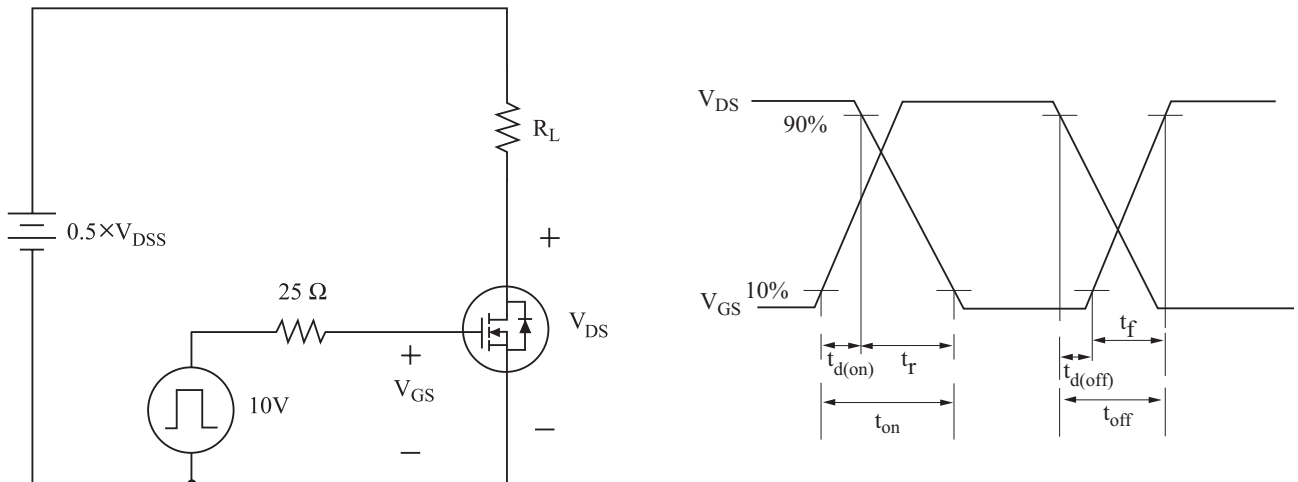 R_L
0.5×V_DSS
+
25 Ω
V_DS
+
V_GS
10V
−
−
V_DS
90%
V_GS
10%
t_d(on)
t_r
t_f
t_d(off)
t_on
t_off